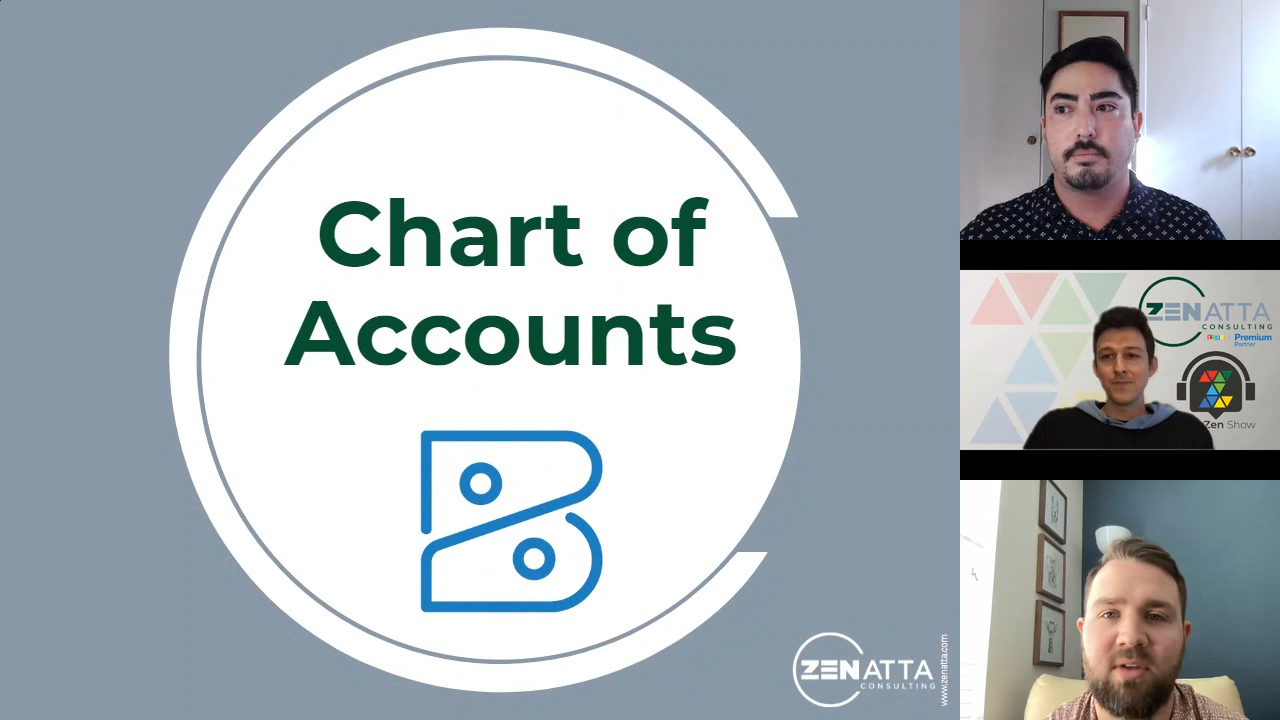 Chart of
Accounts
ZENATTA
CONSULTING
www.zenatta.com
ZENATTA
CONSULTING
Premium
Partner
Zen Show